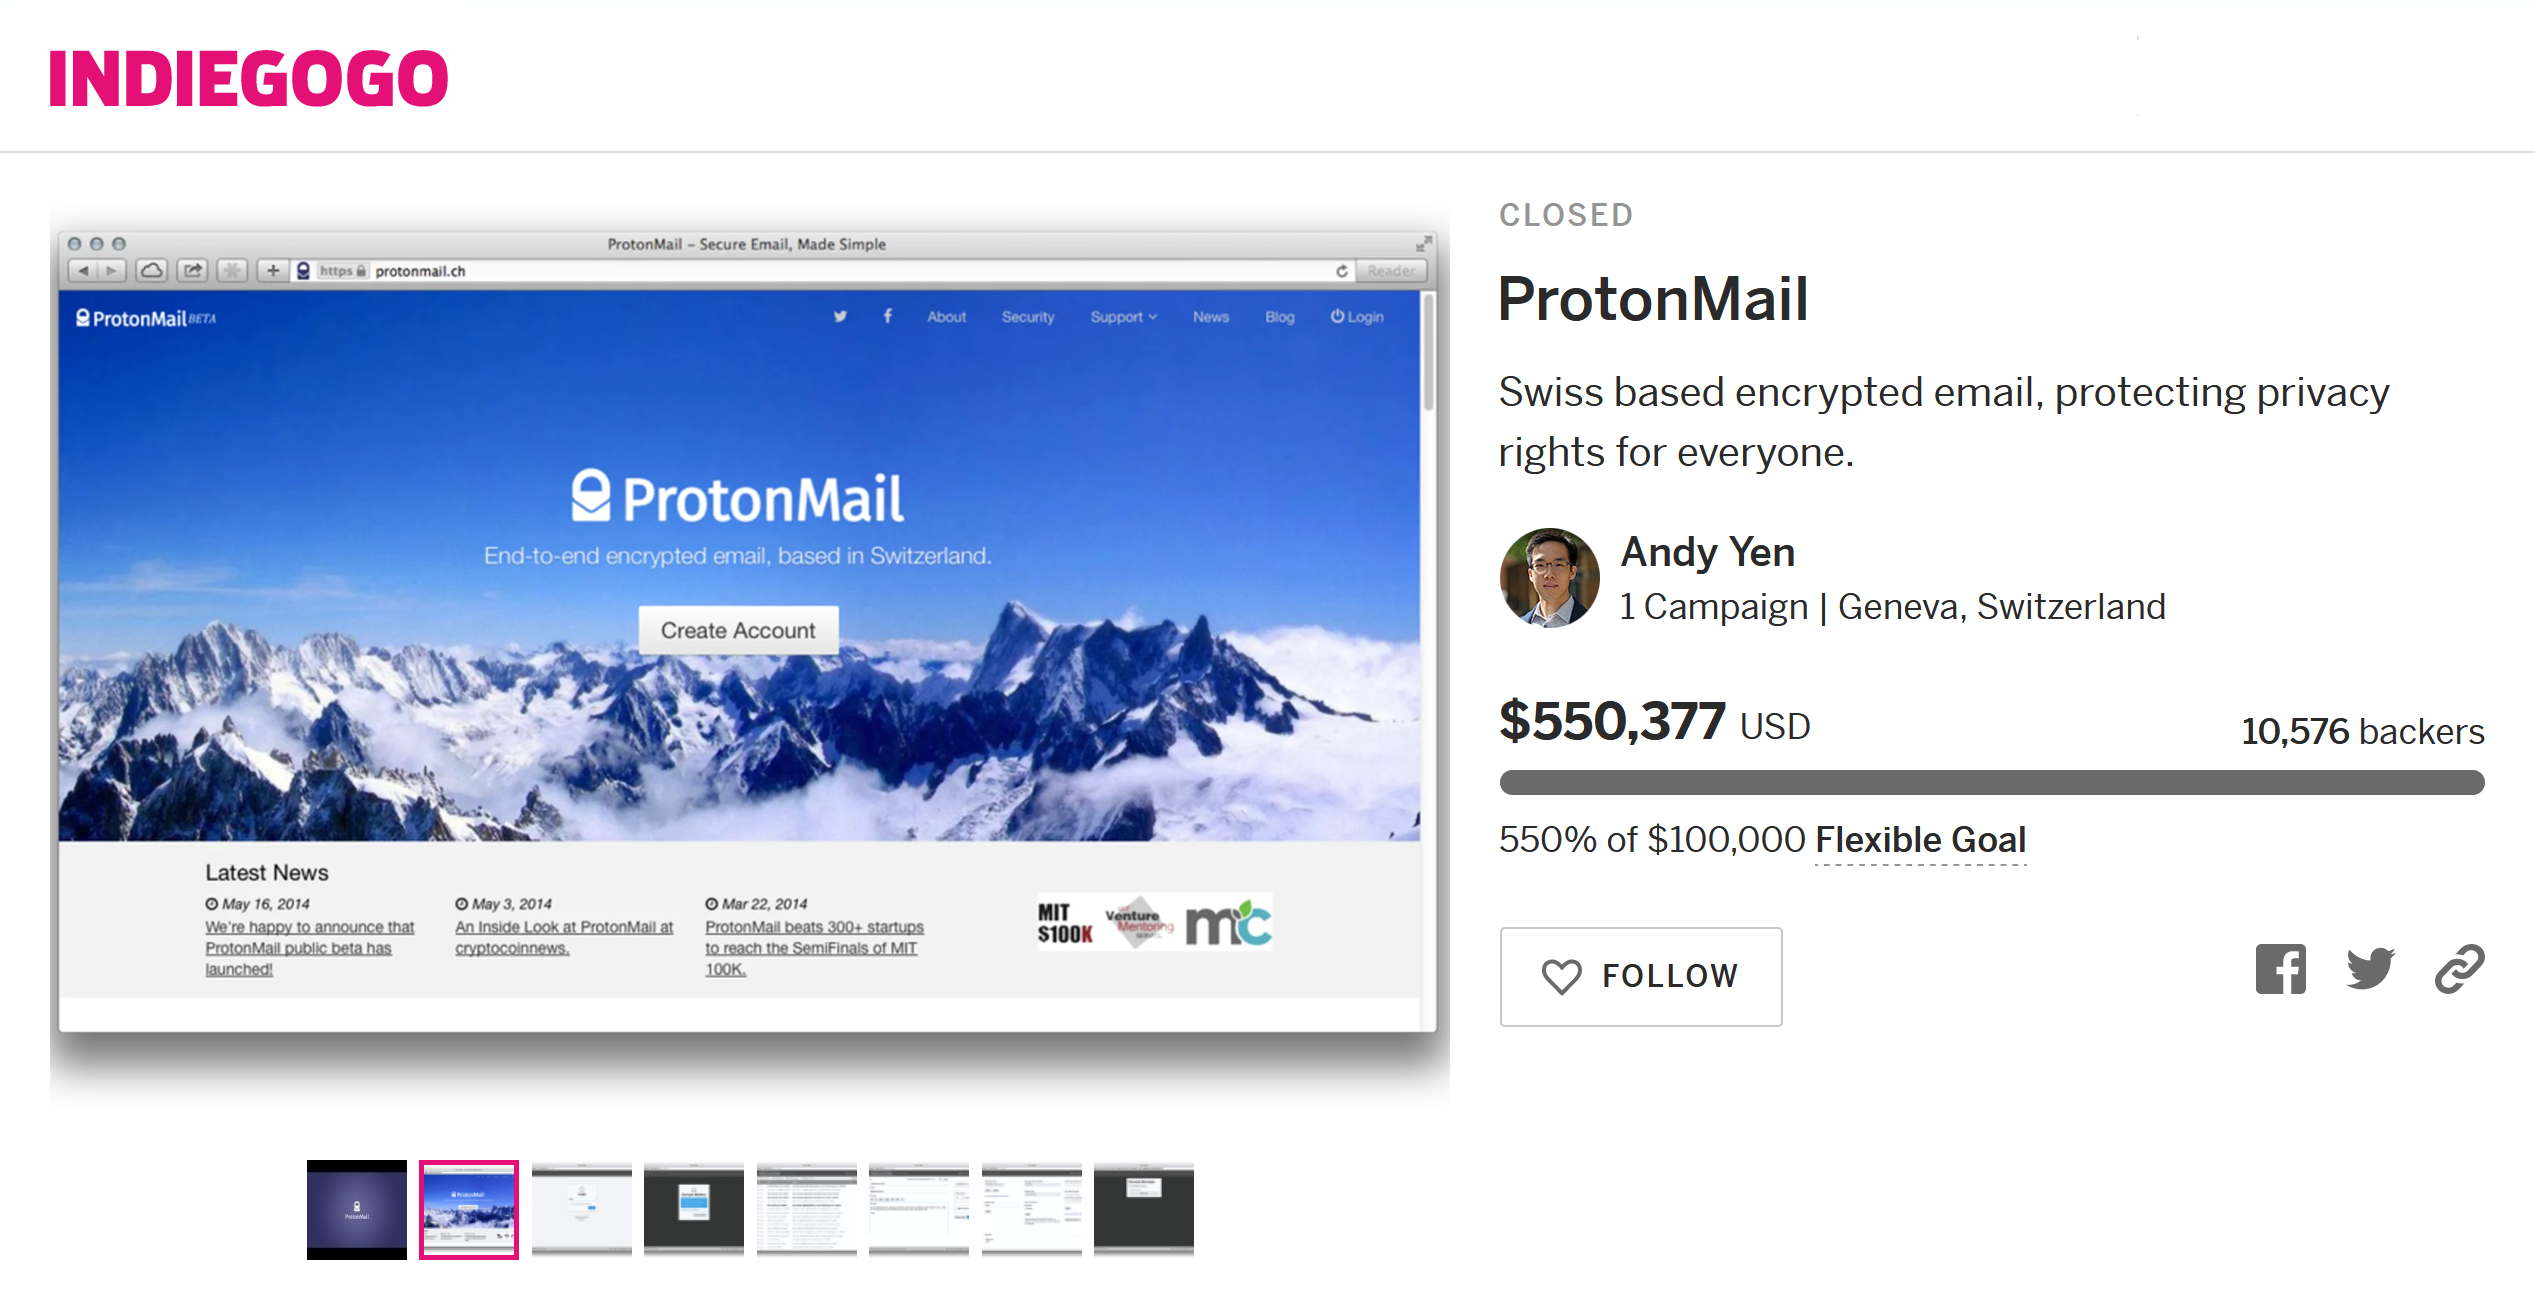 INDIEGOGO
ProtonMail – Secure Email, Made Simple
https protonmail.ch
Reader
ProtonMail BETA
About Security Support News Blog Login
ProtonMail
End-to-end encrypted email, based in Switzerland.
Create Account
Latest News
May 16, 2014
We're happy to announce that
ProtonMail public beta has
launched!
May 3, 2014
An Inside Look at ProtonMail at
cryptocoinnews.
Mar 22, 2014
ProtonMail beats 300+ startups
to reach the SemiFinals of MIT
100K.
MIT
$100K
Venture
Mentoring
mc
CLOSED
ProtonMail
Swiss based encrypted email, protecting privacy
rights for everyone.
Andy Yen
1 Campaign | Geneva, Switzerland
$550,377 USD
10,576 backers
550% of $100,000 Flexible Goal
FOLLOW
ProtonMail
ProtonMail